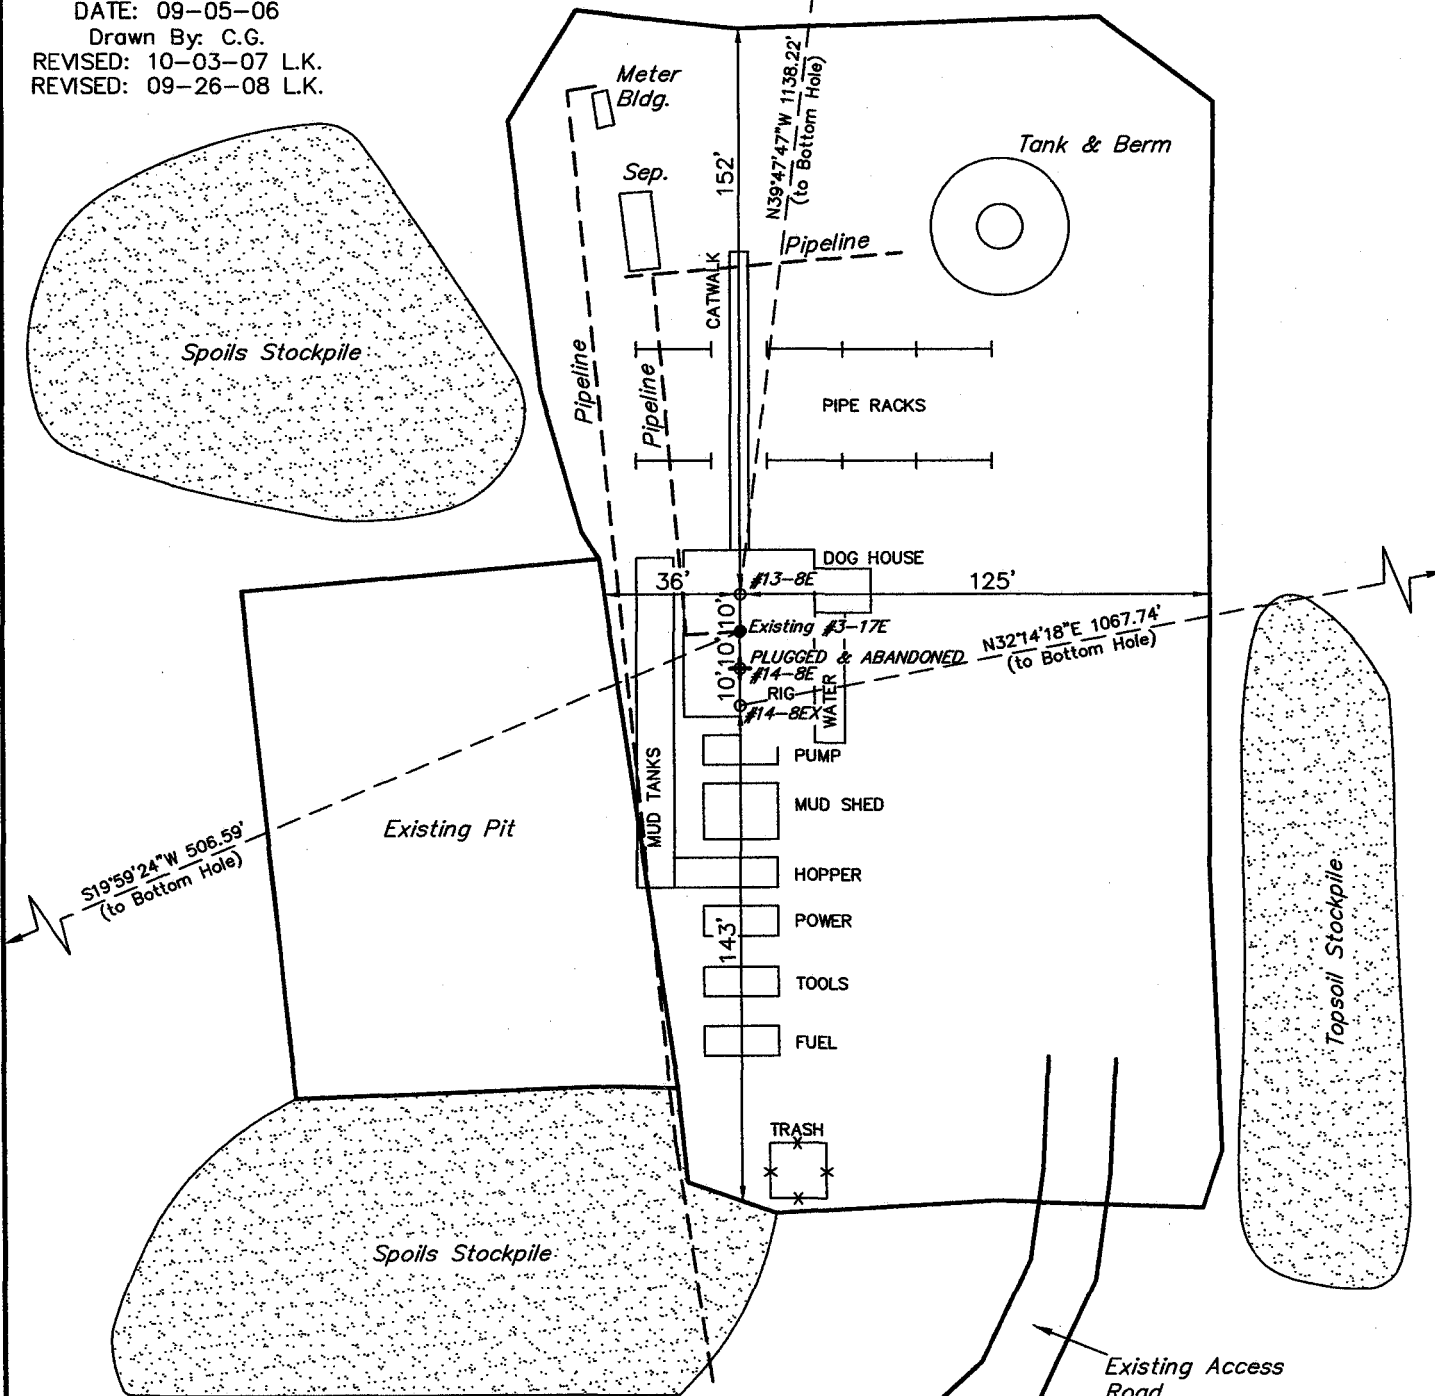 DATE: 09-05-06
Drawn By: C.G.
REVISED: 10-03-07 L.K.
REVISED: 09-26-08 L.K.
Meter
Bldg.
N39°47'47"W 1138.22'
(to Bottom Hole)
Tank & Berm
152'
Sep.
Pipeline
CATWALK
Spoils Stockpile
Pipeline
Pipeline
PIPE RACKS
DOG HOUSE
36'
#13-8E
125'
10'
Existing #3-17E
10'
PLUGGED & ABANDONED
#14-8E
N32°14'18"E 1067.74'
(to Bottom Hole)
10'
RIG
#14-8EX
WATER
PUMP
MUD TANKS
MUD SHED
Existing Pit
S19°59'24"W 506.59'
(to Bottom Hole)
HOPPER
POWER
143'
TOOLS
Topsoil Stockpile
FUEL
TRASH
Spoils Stockpile
Existing Access
Road